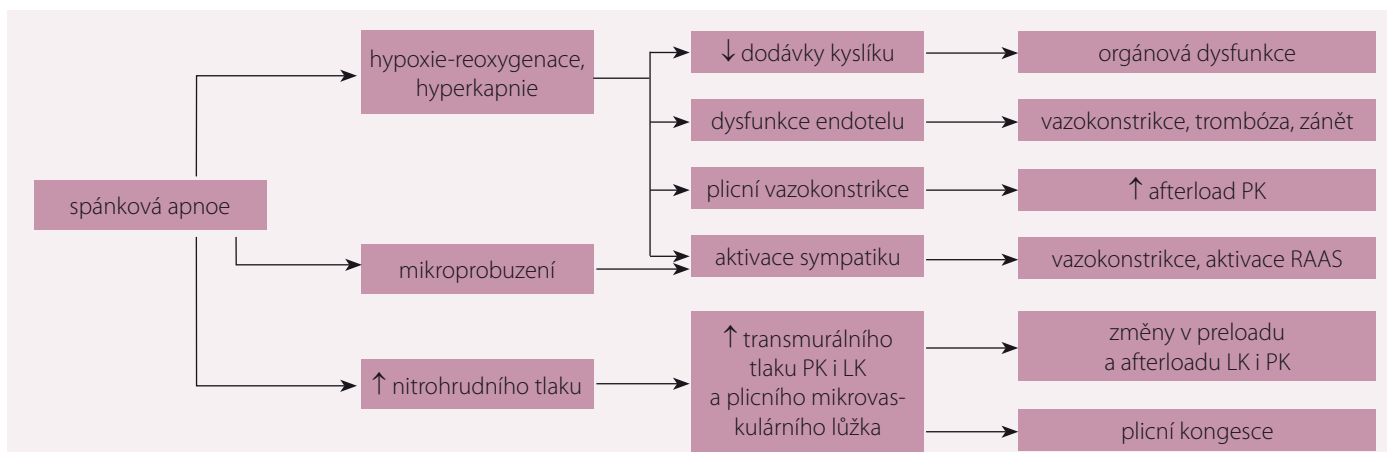 spánková apnoe
hypoxie-reoxygenace,
hyperkapnie
mikroprobuzení
↑ nitrohrudního tlaku
↓ dodávky kyslíku
dysfunkce endotelu
plicní vazokonstrikce
aktivace sympatiku
↑ transmurálního
tlaku PK i LK
a plicního mikrovas-
kulárního lůžka
orgánová dysfunkce
vazokonstrikce, trombóza, zánět
↑ afterload PK
vazokonstrikce, aktivace RAAS
změny v preloadu
a afterloadu LK i PK
plicní kongesce